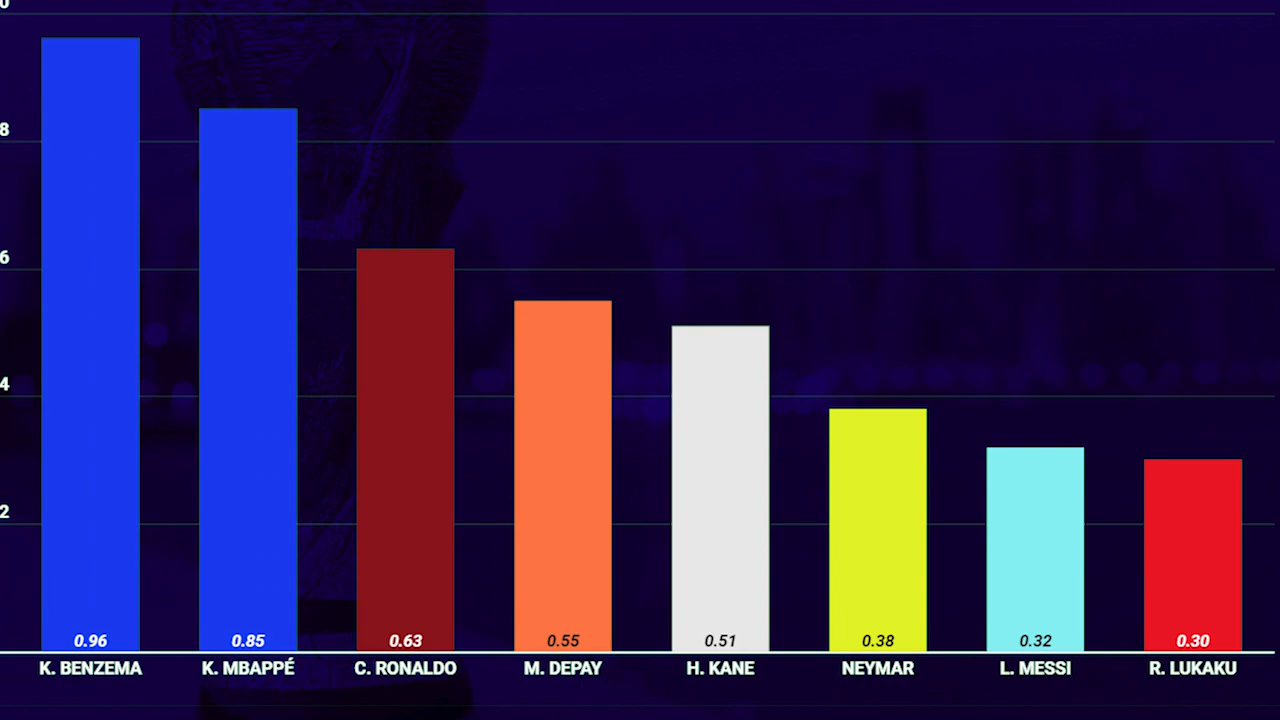 0
8
6
4
2
0.96 0.85 0.63 0.55 0.51 0.38 0.32 0.30
K. BENZEMA K. MBAPPÉ C. RONALDO M. DEPAY H. KANE NEYMAR L. MESSI R. LUKAKU